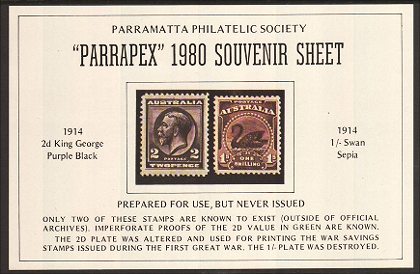 PARRAMATTA PHILATELIC SOCIETY
"PARRAPEX" 1980 SOUVENIR SHEET
1914
2d King George
Purple Black
AUSTRALIA
2 POSTAGE 2
TWOPENCE
POSTAGE
AUSTRALIA
1s ONE SHILLING 1s
1914
1/- Swan
Sepia
PREPARED FOR USE, BUT NEVER ISSUED
ONLY TWO OF THESE STAMPS ARE KNOWN TO EXIST (OUTSIDE OF OFFICIAL
ARCHIVES). IMPERFORATE PROOFS OF THE 2D VALUE IN GREEN ARE KNOWN.
THE 2D PLATE WAS ALTERED AND USED FOR PRINTING THE WAR SAVINGS
STAMPS ISSUED DURING THE FIRST GREAT WAR. THE 1/- PLATE WAS DESTROYED.